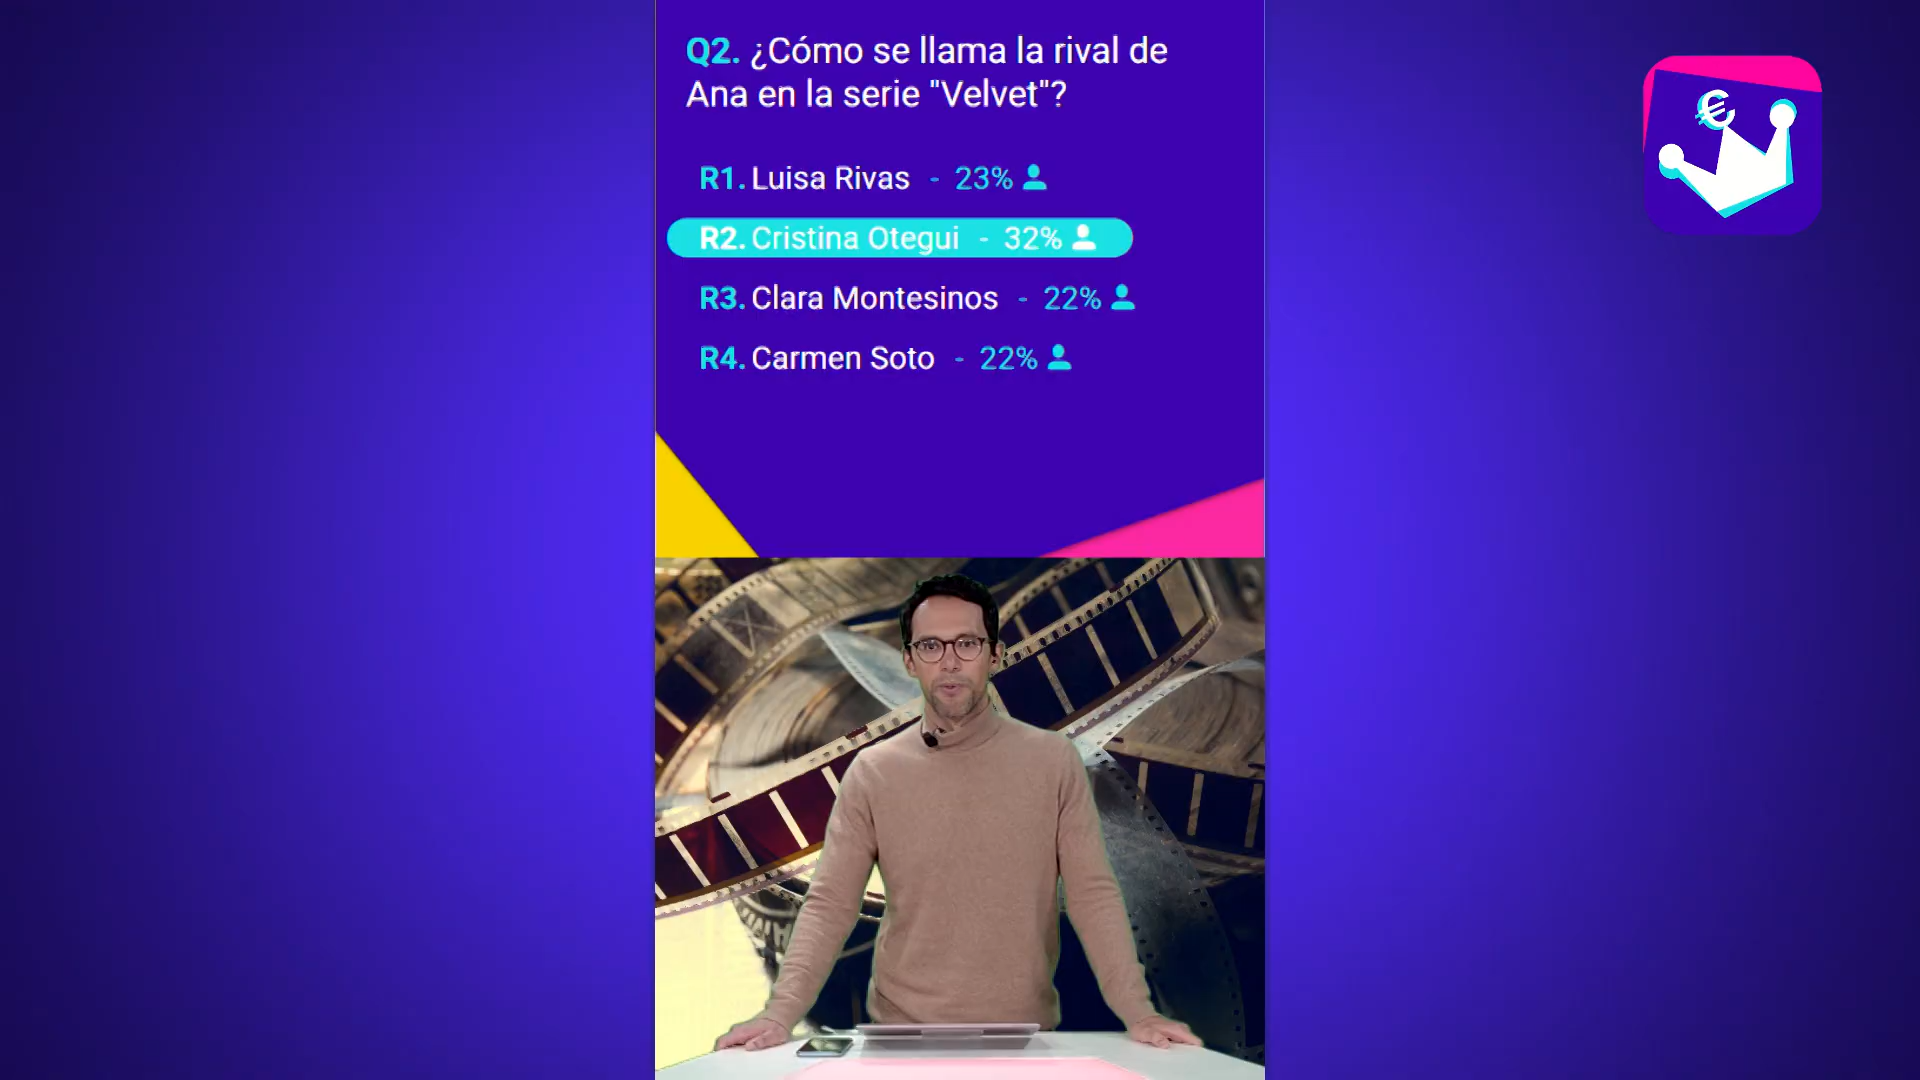 Q2. ¿Cómo se llama la rival de
Ana en la serie "Velvet"?
R1. Luisa Rivas - 23%
R2. Cristina Otegui - 32%
R3. Clara Montesinos - 22%
R4. Carmen Soto - 22%
€